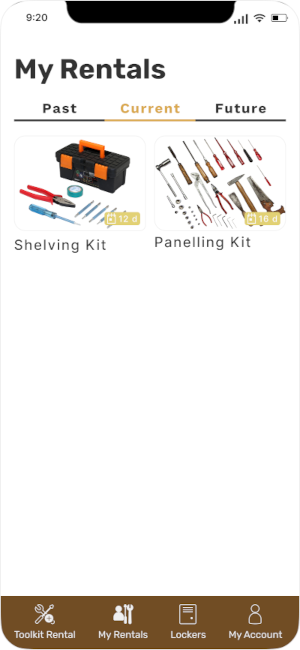 9:20
My Rentals
Past Current Future
12 d 16 d
Shelving Kit Panelling Kit
Toolkit Rental My Rentals Lockers My Account